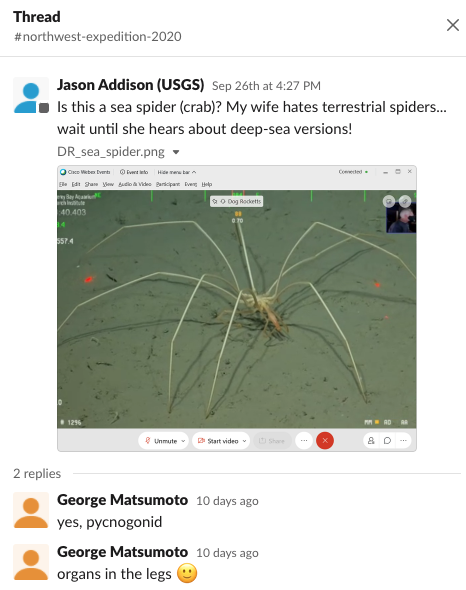 Thread
#northwest-expedition-2020
Jason Addison (USGS) Sep 26th at 4:27 PM
Is this a sea spider (crab)? My wife hates terrestrial spiders...
wait until she hears about deep-sea versions!
DR_sea_spider.png
Cisco Webex Events Event Info Hide menu bar Connected
File Edit Share View Audio & Video Participant Event Help
Dog Rocketts
:40.403
557.4
12%
Unmute Start video Share
2 replies
George Matsumoto 10 days ago
yes, pycnogonid
George Matsumoto 10 days ago
organs in the legs